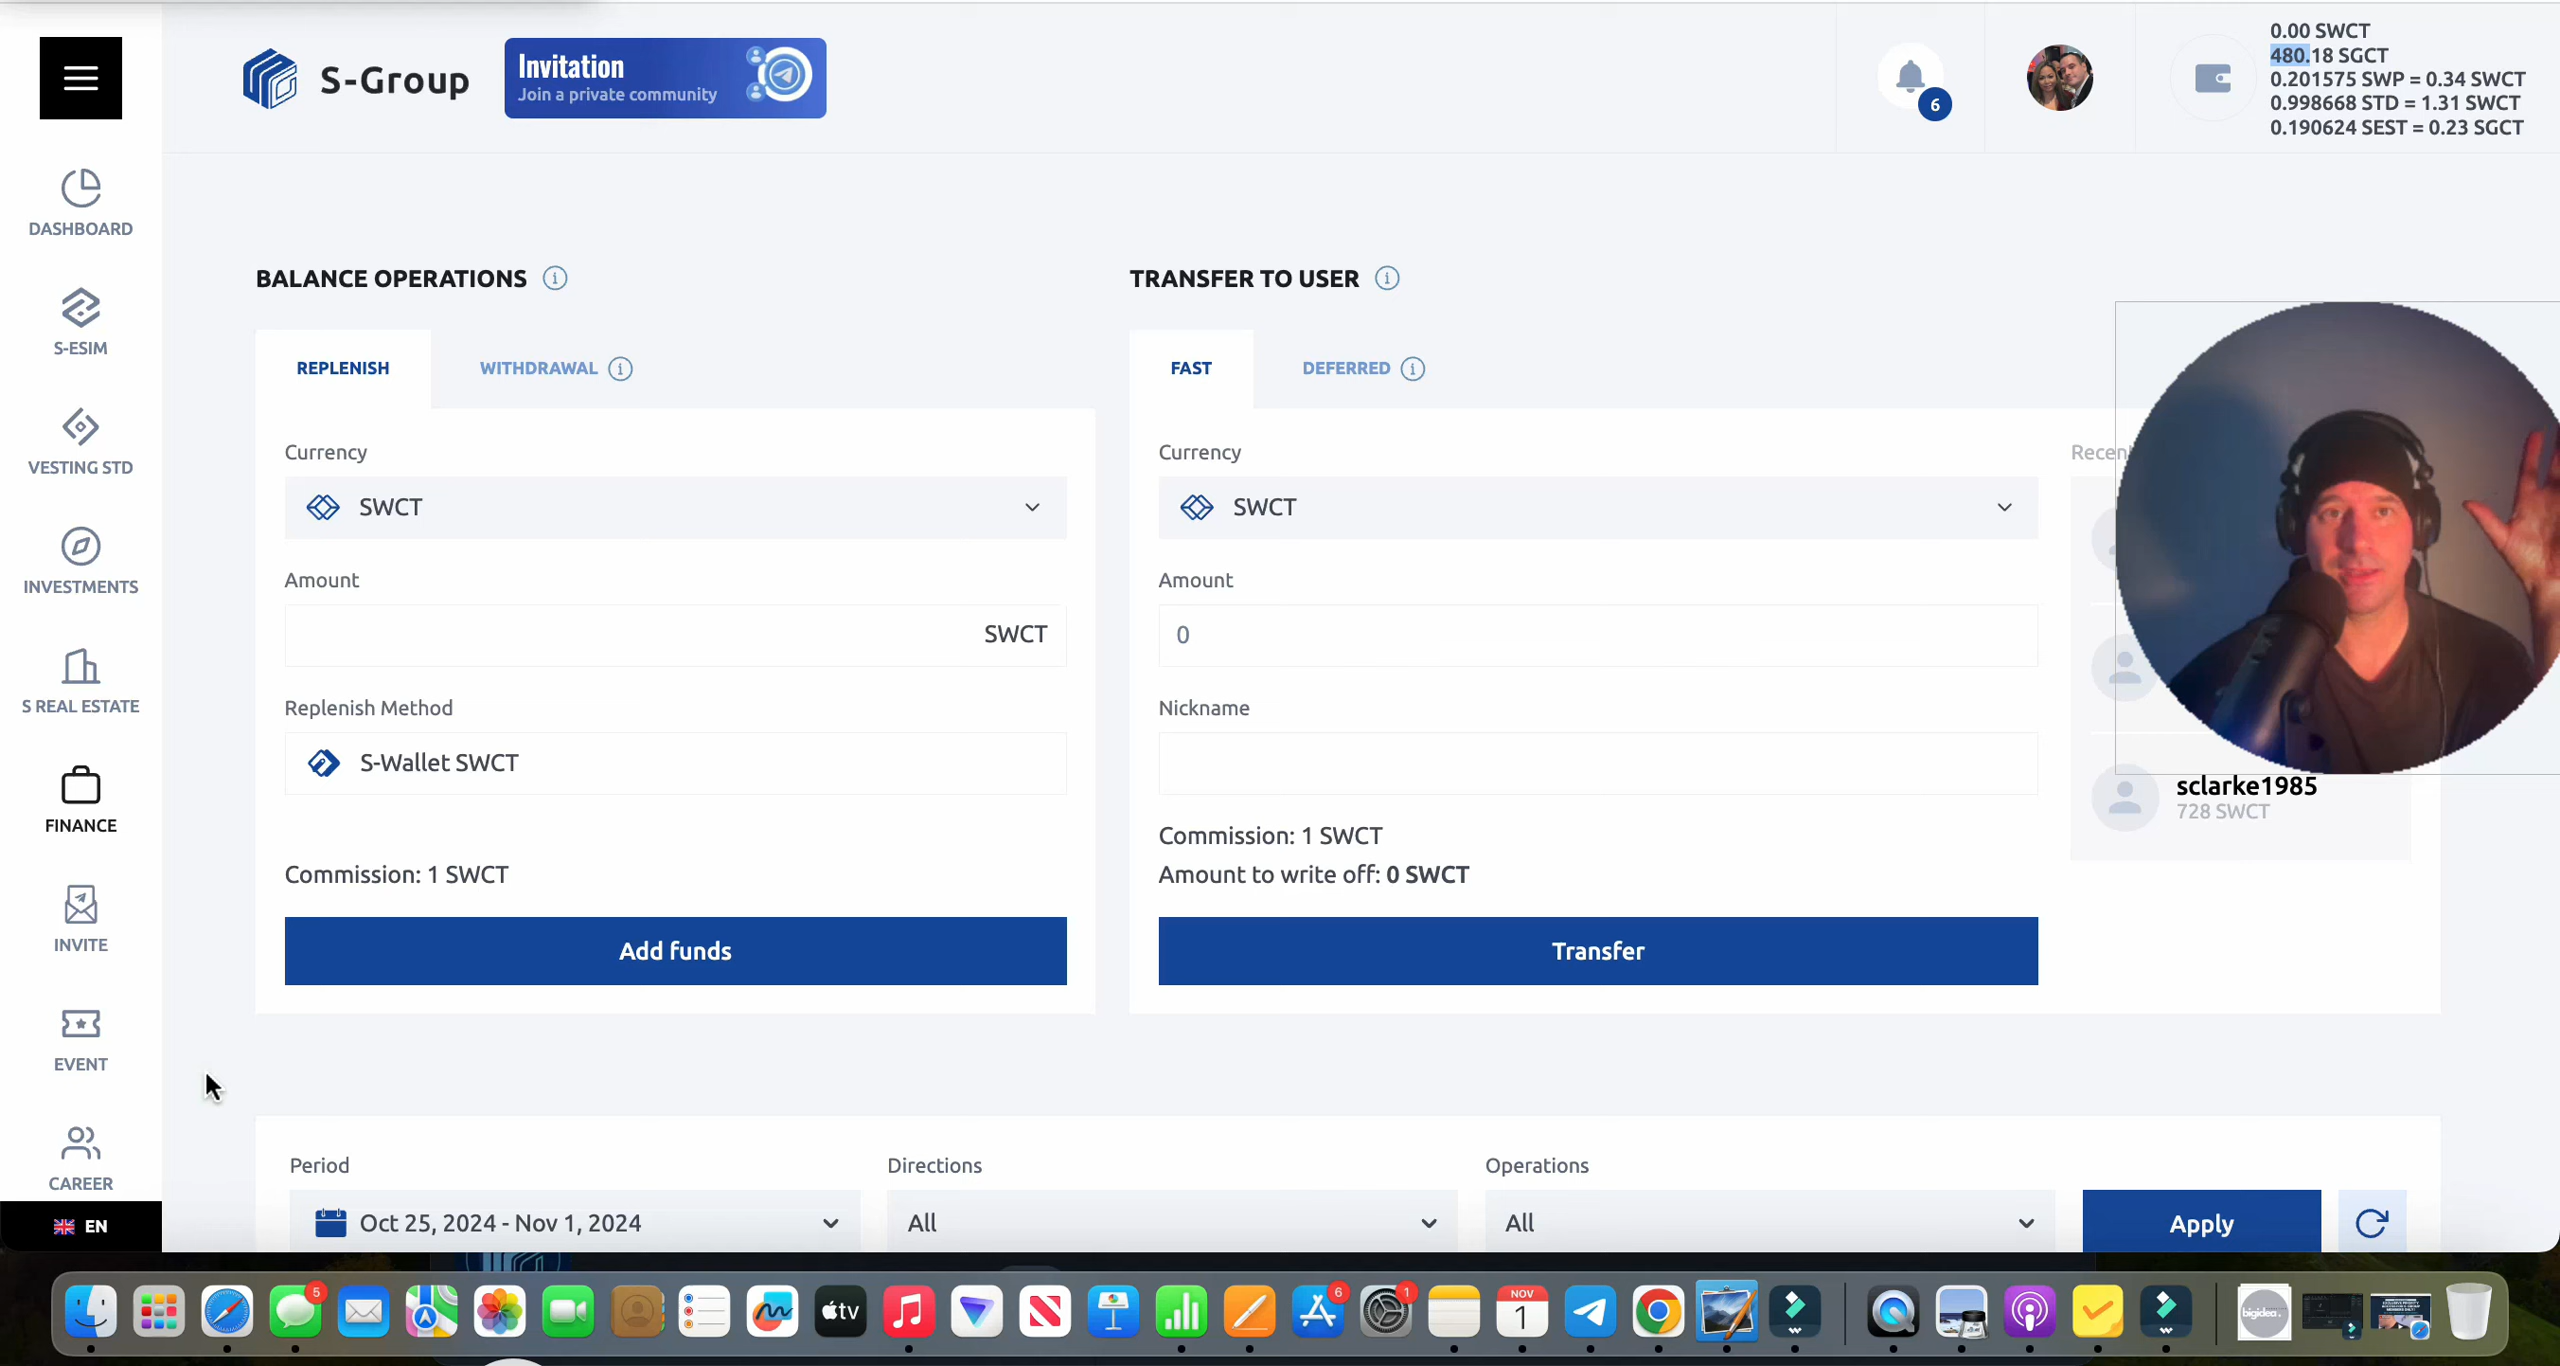 S-Group
Invitation
Join a private community
6
0.00 SWCT
480.18 SGCT
0.201575 SWP = 0.34 SWCT
0.998668 STD = 1.31 SWCT
0.190624 SEST = 0.23 SGCT
DASHBOARD
S-ESIM
VESTING STD
INVESTMENTS
S REAL ESTATE
FINANCE
INVITE
EVENT
CAREER
EN
BALANCE OPERATIONS
REPLENISH
WITHDRAWAL
Currency
SWCT
Amount
SWCT
Replenish Method
S-Wallet SWCT
Commission: 1 SWCT
Add funds
TRANSFER TO USER
FAST
DEFERRED
Currency
SWCT
Amount
0
Nickname
Commission: 1 SWCT
Amount to write off: 0 SWCT
Transfer
sclarke1985
728 SWCT
Period
Oct 25, 2024 - Nov 1, 2024
Directions
All
Operations
All
Apply
5
tv
6
1
NOV
1
bigidea.